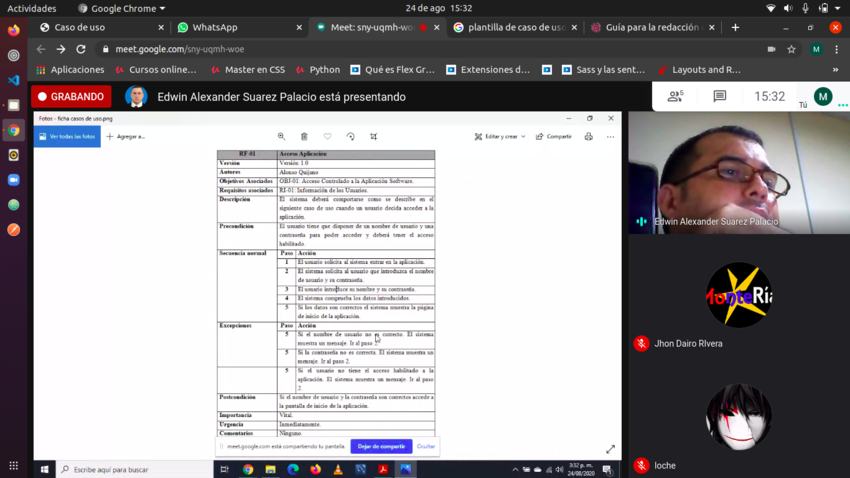 Actividades
Google Chrome
24 de ago 15:32
Caso de uso
WhatsApp
Meet: sny-uqmh-woe
plantilla de caso de uso
Guía para la redacción
meet.google.com/sny-uqmh-woe
M
Aplicaciones
Cursos online...
Master en CSS
Python
Qué es Flex Gr...
Extensiones d...
Sass y las sent...
Layouts and R...
GRABANDO
Edwin Alexander Suarez Palacio está presentando
5
15:32
M
Tú
Fotos - ficha casos de uso.png
Ver todas las fotos
Agregar a...
Editar y crear
Compartir
RF-01 Acceso Aplicación
Versión Versión 1.0
Autores Alonso Quijano
Objetivos Asociados OBJ-01: Acceso Controlado a la Aplicación Software.
Requisitos asociados RI-01: Información de los Usuarios.
Descripción El sistema deberá comportarse como se describe en el
siguiente caso de uso cuando un usuario decida acceder a la
aplicación.
Precondición El usuario tiene que disponer de un nombre de usuario y una
contraseña para poder acceder y deberá tener el acceso
habilitado.
Secuencia normal Paso Acción
1 El usuario solicita al sistema entrar en la aplicación.
2 El sistema solicita al usuario que introduzca el nombre
de usuario y su contraseña.
3 El usuario introduce su nombre y su contraseña.
4 El sistema comprueba los datos introducidos.
5 Si los datos son correctos el sistema muestra la página
de inicio de la aplicación.
Excepciones Paso Acción
5 Si el nombre de usuario no es correcto. El sistema
muestra un mensaje. Ir al paso 2.
5 Si la contraseña no es correcta. El sistema muestra un
mensaje. Ir al paso 2.
5 Si el usuario no tiene el acceso habilitado a la
aplicación. El sistema muestra un mensaje. Ir al paso
2.
Postcondición Si el nombre de usuario y la contraseña son correctos accede a
la pantalla de inicio de la aplicación.
Importancia Vital.
Urgencia Inmediatamente.
Comentarios Ninguno.
meet.google.com está compartiendo tu pantalla.
Dejar de compartir
Ocultar
Escribe aquí para buscar
3:32 p. m.
24/08/2020
Edwin Alexander Suarez Palacio
MonteRía
Jhon Dairo RIvera
loche